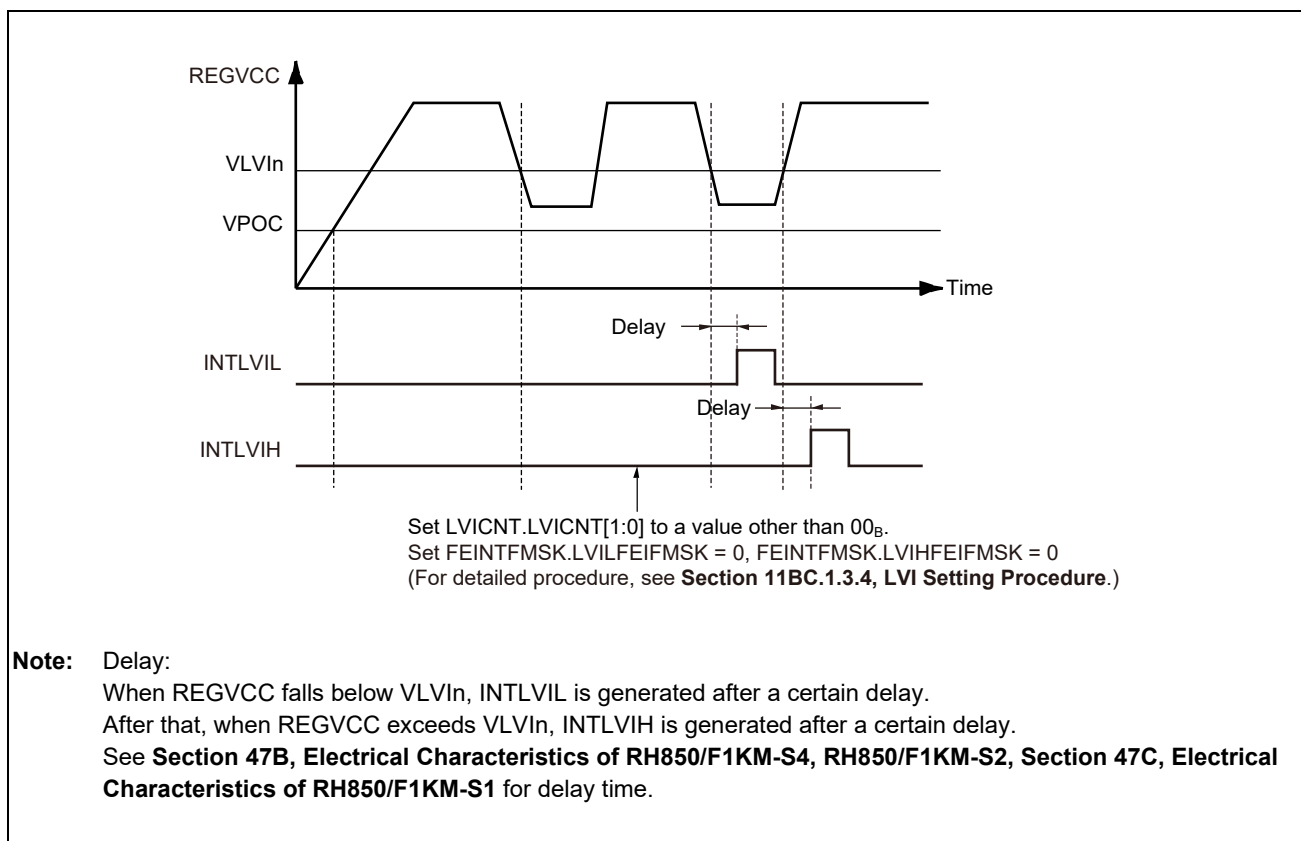 REGVCC
VLVIn
VPOC
Time
Delay
INTLVIL
Delay
INTLVIH
Set LVICNT.LVICNT[1:0] to a value other than 00B.
Set FEINTFMSK.LVILFEIFMSK = 0, FEINTFMSK.LVIHFEIFMSK = 0
(For detailed procedure, see Section 11BC.1.3.4, LVI Setting Procedure.)
Note: Delay:
When REGVCC falls below VLVIn, INTLVIL is generated after a certain delay.
After that, when REGVCC exceeds VLVIn, INTLVIH is generated after a certain delay.
See Section 47B, Electrical Characteristics of RH850/F1KM-S4, RH850/F1KM-S2, Section 47C, Electrical
Characteristics of RH850/F1KM-S1 for delay time.